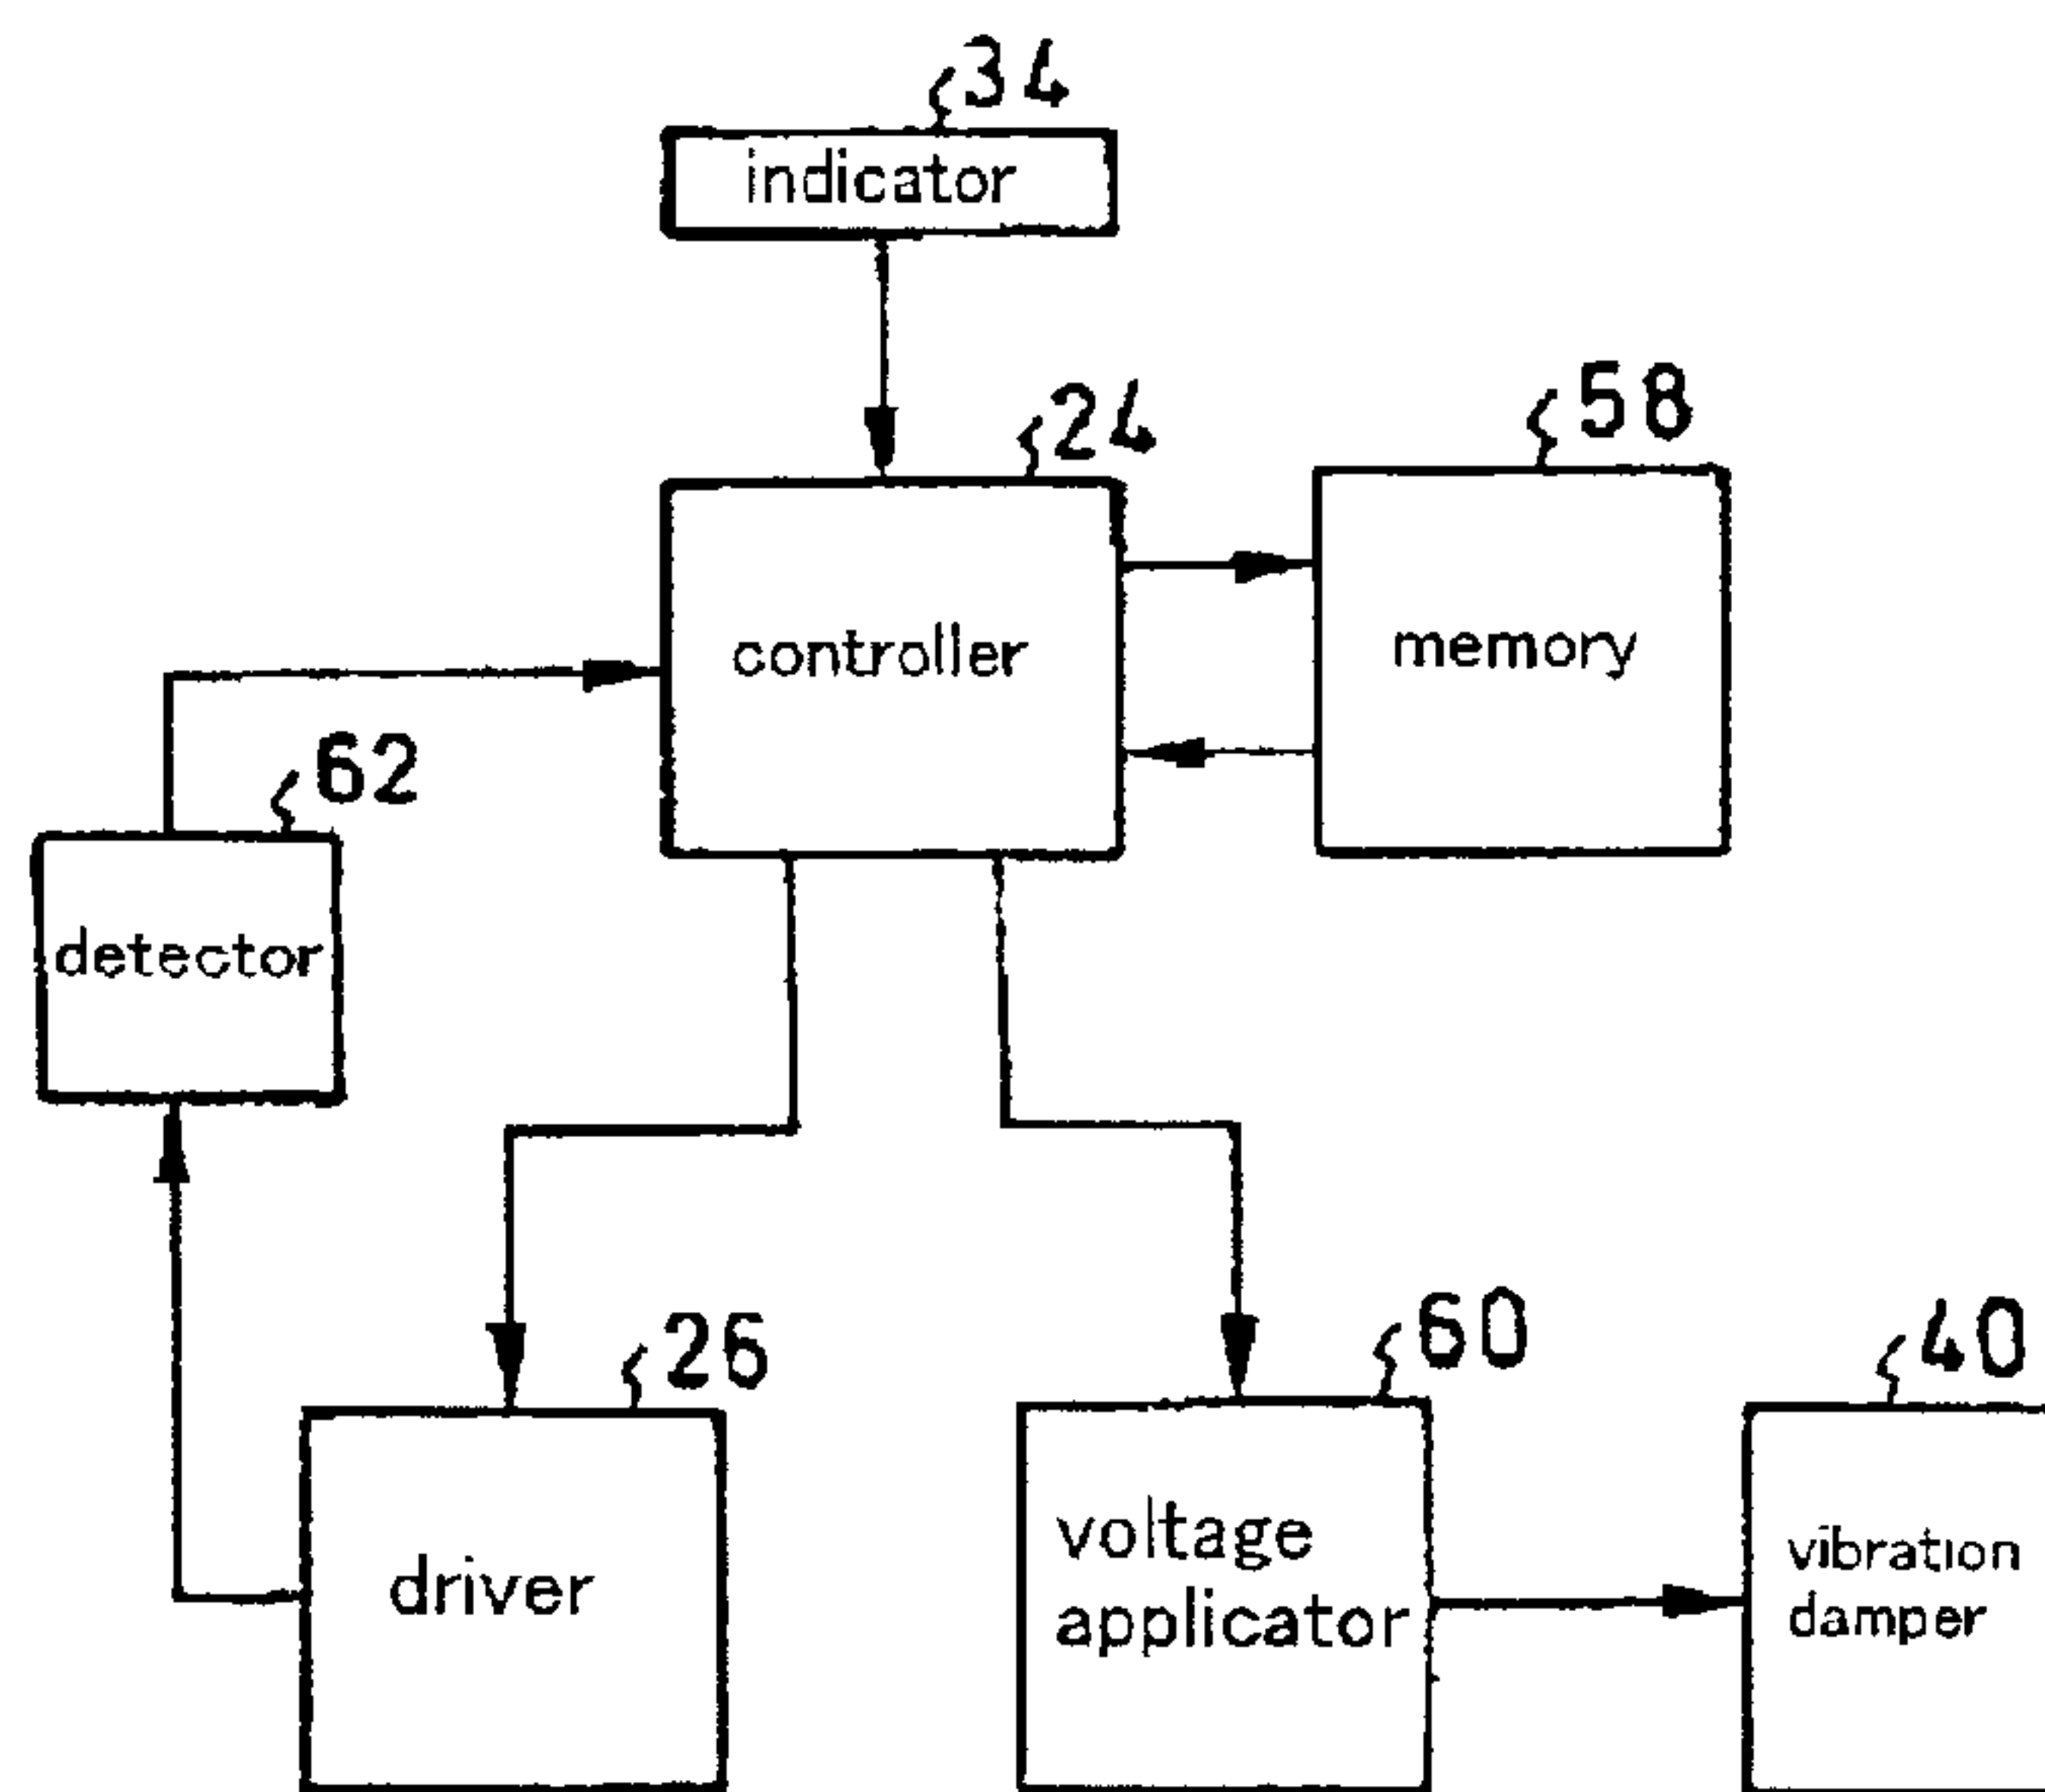 34
indicator
24
58
controller
memory
62
detector
26
60
40
driver
voltage
applicator
vibration
damper